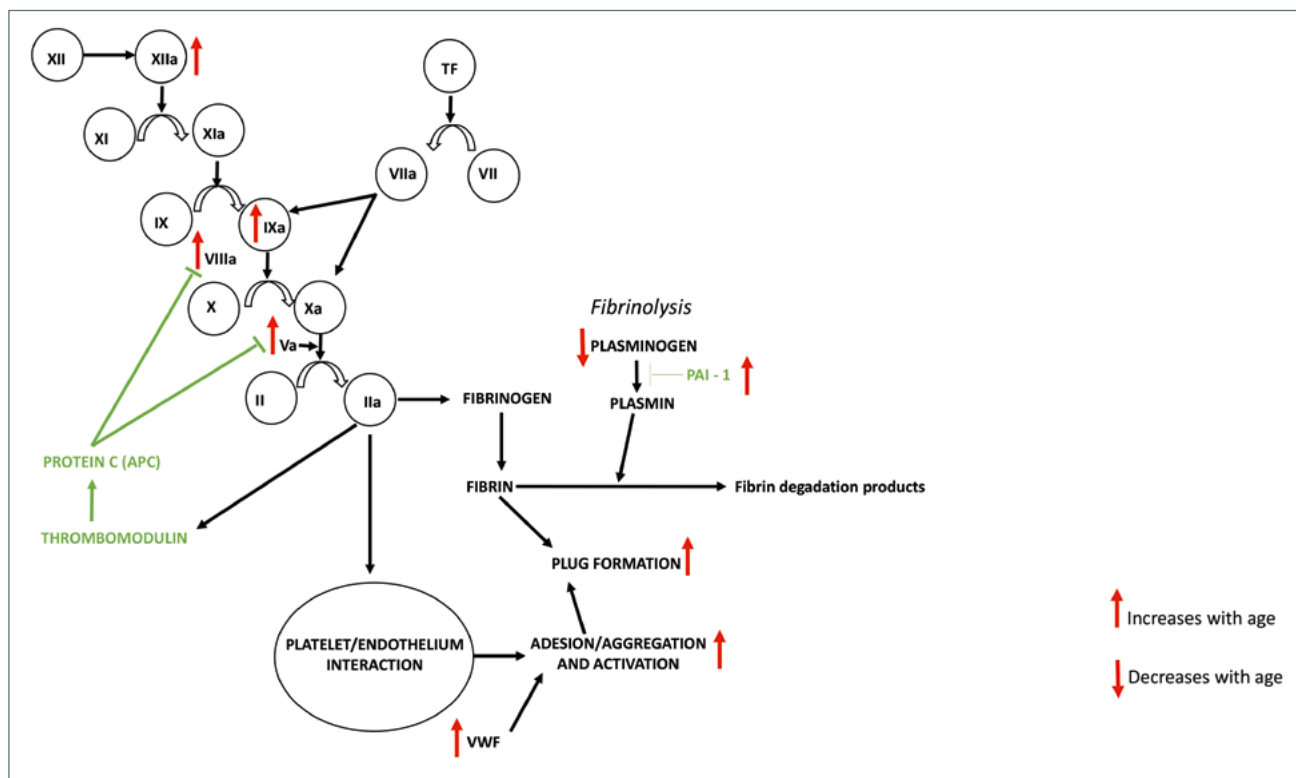 XII
XIIa
TF
XI
XIa
VIIa
VII
IX
IXa
VIIIa
X
Xa
Fibrinolysis
Va
PLASMINOGEN
PAI - 1
II
IIa
FIBRINOGEN
PLASMIN
PROTEIN C (APC)
FIBRIN
Fibrin degadation products
THROMBOMODULIN
PLUG FORMATION
PLATELET/ENDOTHELIUM
INTERACTION
ADESION/AGGREGATION
AND ACTIVATION
VWF
Increases with age
Decreases with age